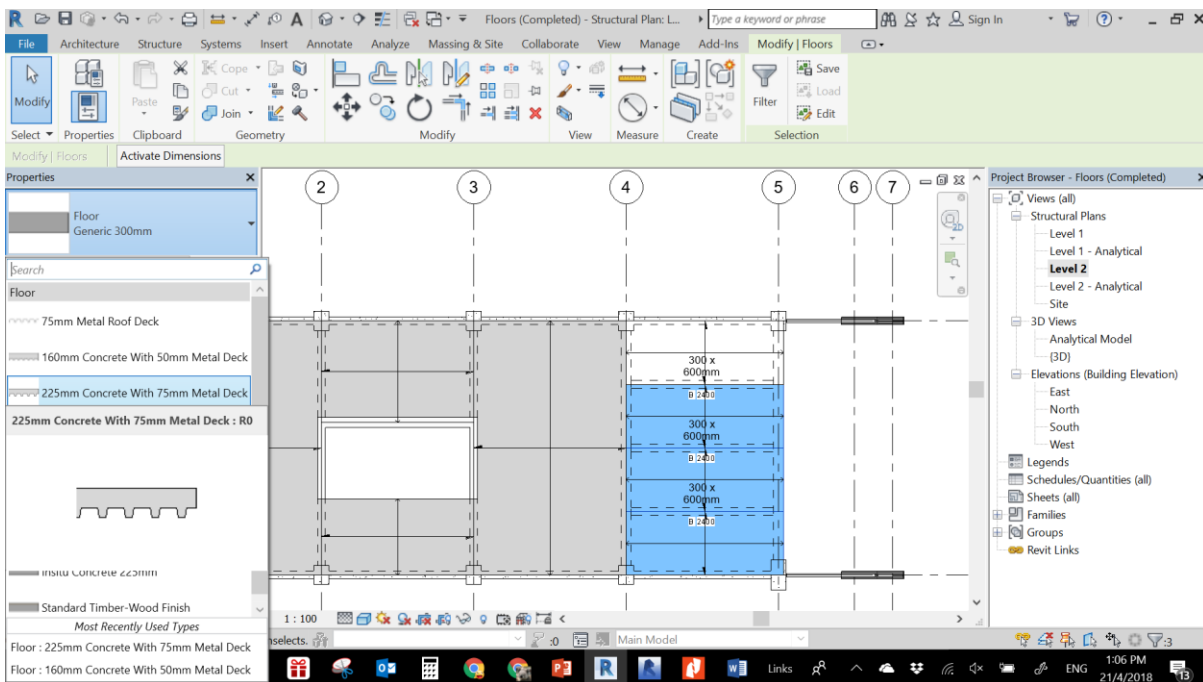 Floors (Completed) - Structural Plan: L...
Type a keyword or phrase
Sign In
File Architecture Structure Systems Insert Annotate Analyze Massing & Site Collaborate View Manage Add-Ins Modify | Floors
Modify
Paste
Cope
Cut
Join
Filter
Save
Load
Edit
Select Properties Clipboard Geometry Modify View Measure Create Selection
Modify | Floors Activate Dimensions
Properties
Floor
Generic 300mm
Search
Floor
75mm Metal Roof Deck
160mm Concrete With 50mm Metal Deck
225mm Concrete With 75mm Metal Deck
225mm Concrete With 75mm Metal Deck : R0
Insitu Concrete 225mm
Standard Timber-Wood Finish
Most Recently Used Types
Floor : 225mm Concrete With 75mm Metal Deck
Floor : 160mm Concrete With 50mm Metal Deck
2 3 4 5 6 7
2D
300 x
600mm
B 2400
300 x
600mm
B 2400
300 x
600mm
B 2400
1 : 100
nselects.
:0
Main Model
:3
Project Browser - Floors (Completed)
Views (all)
Structural Plans
Level 1
Level 1 - Analytical
Level 2
Level 2 - Analytical
Site
3D Views
Analytical Model
{3D}
Elevations (Building Elevation)
East
North
South
West
Legends
Schedules/Quantities (all)
Sheets (all)
Families
Groups
Revit Links
Links
ENG
1:06 PM
21/4/2018
13